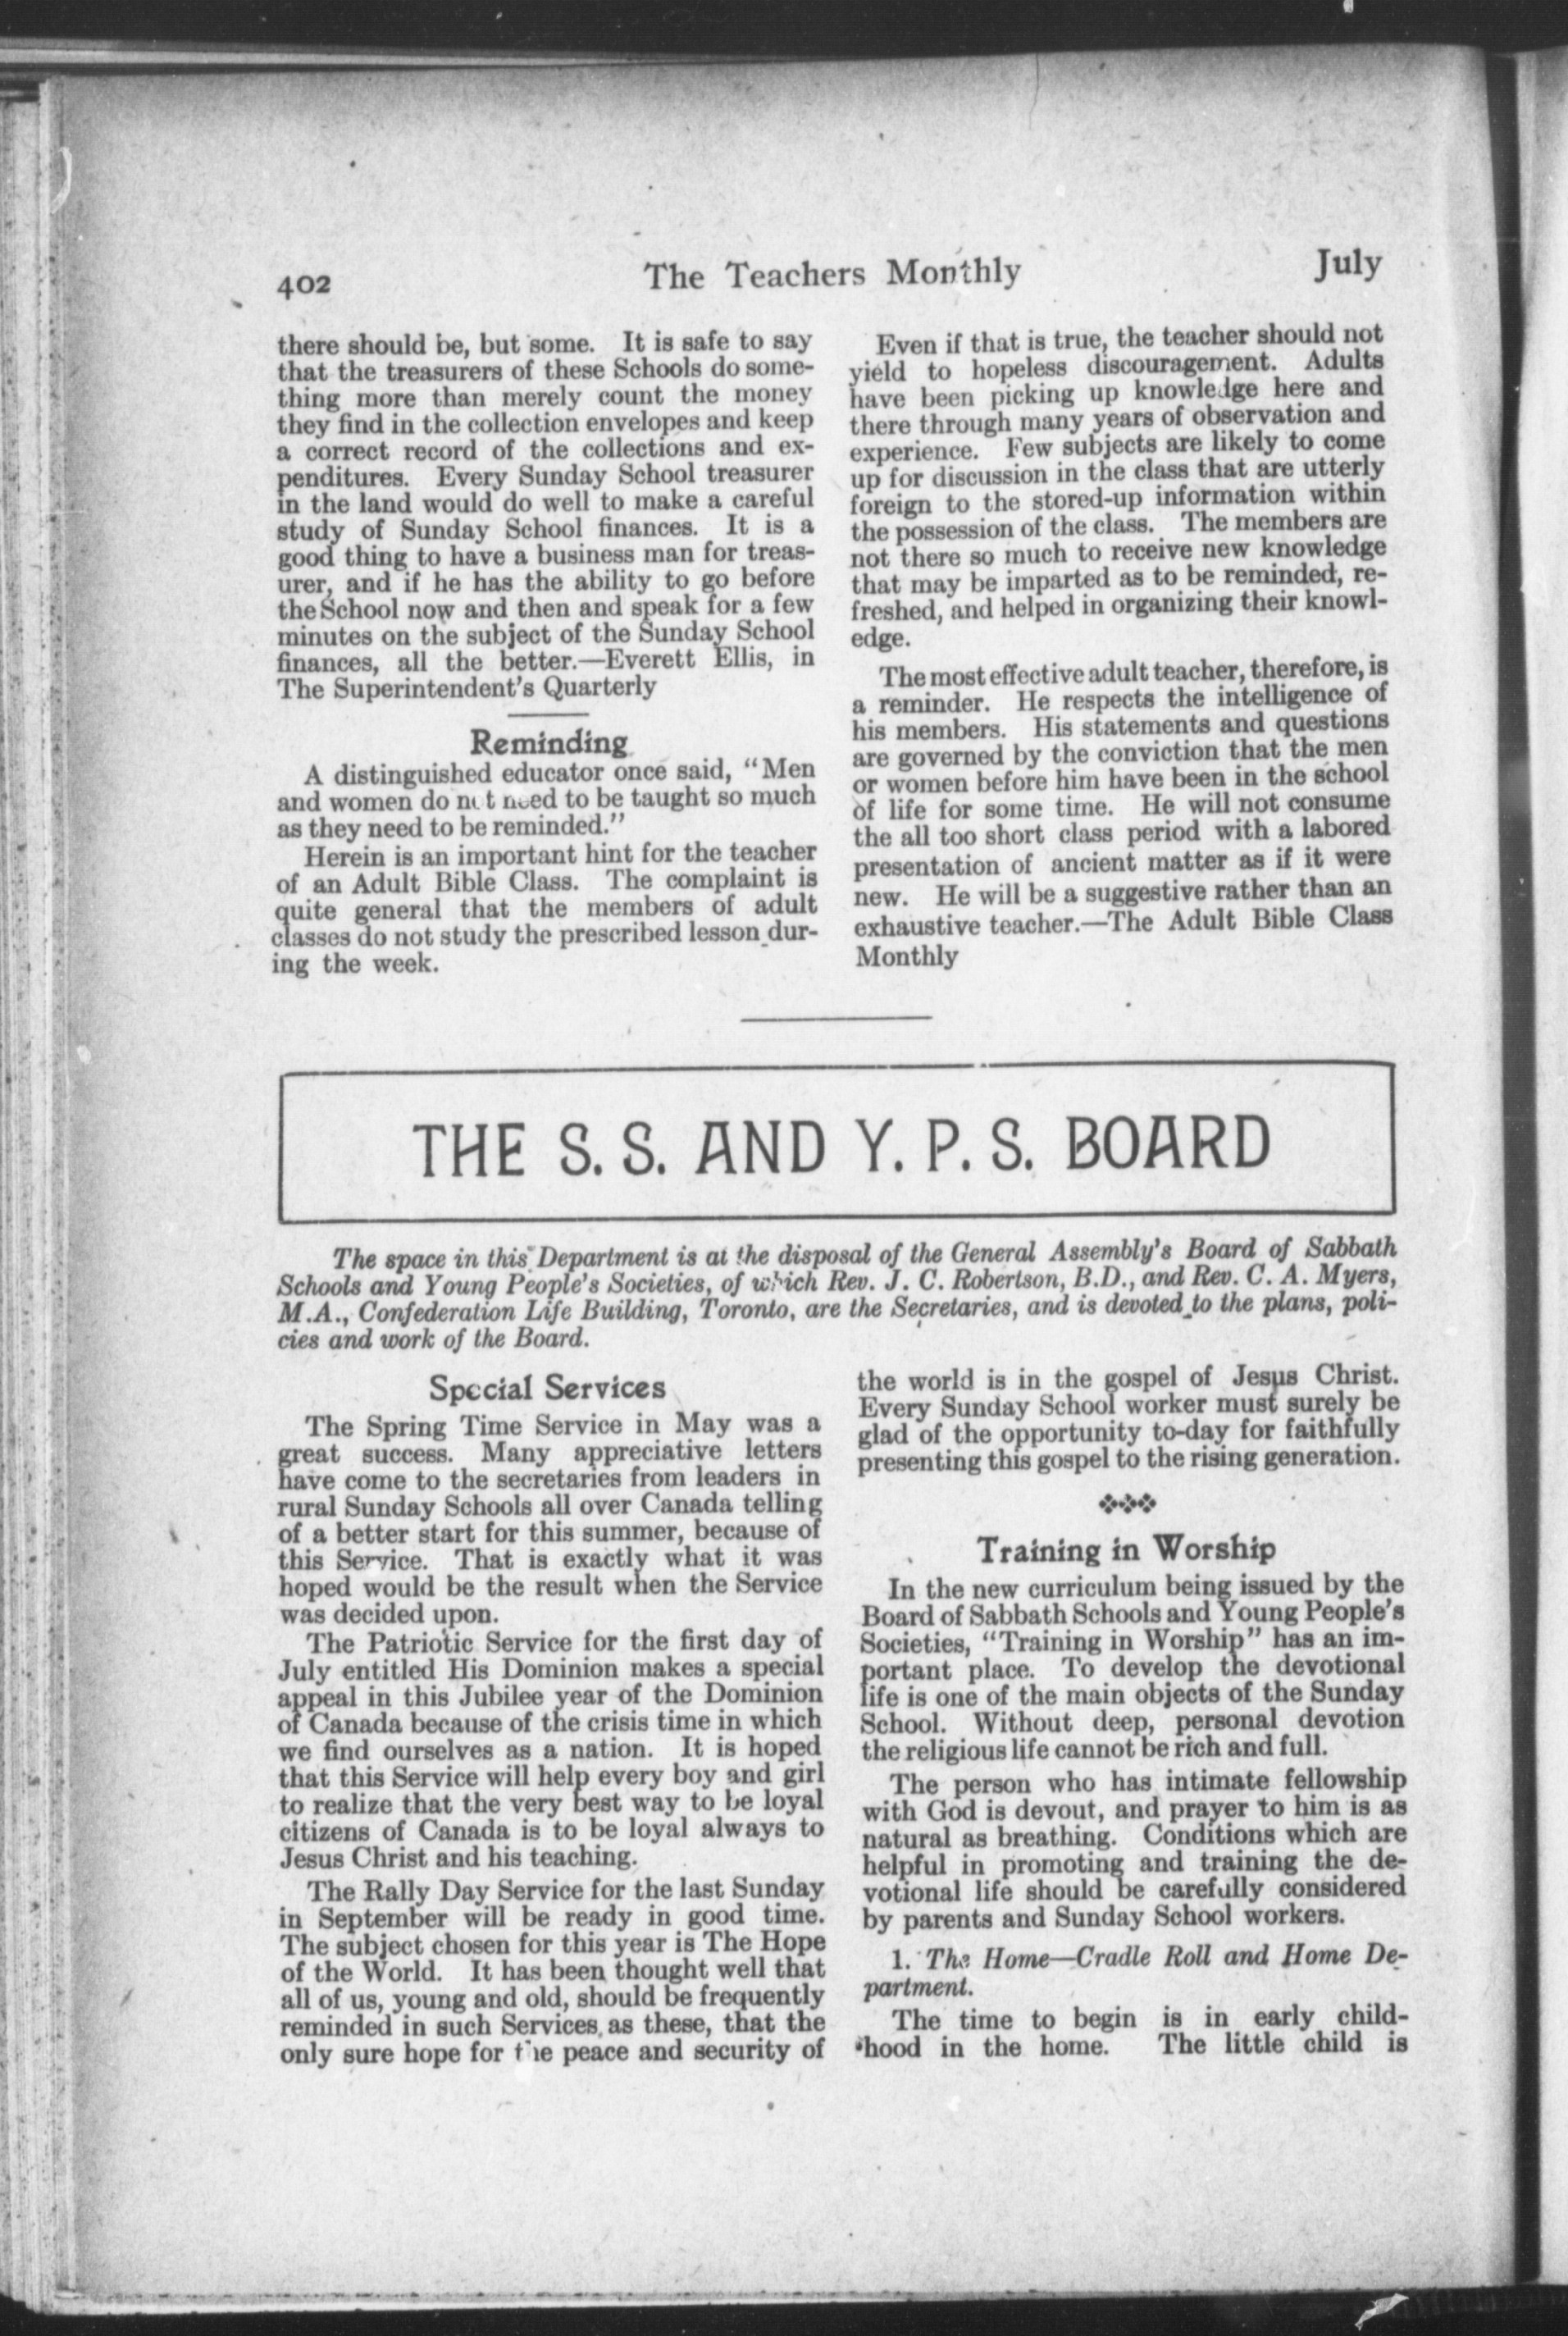 402
The Teachers Monthly
July
there should be, but some. It is safe to say
that the treasurers of these Schools do some-
thing more than merely count the money
they find in the collection envelopes and keep
a correct record of the collections and ex-
penditures. Every Sunday School treasurer
in the land would do well to make a careful
study of Sunday School finances. It is a
good thing to have a business man for treas-
urer, and if he has the ability to go before
the School now and then and speak for a few
minutes on the subject of the Sunday School
finances, all the better.—Everett Ellis, in
The Superintendent's Quarterly
Reminding
A distinguished educator once said, "Men
and women do not need to be taught so much
as they need to be reminded."
Herein is an important hint for the teacher
of an Adult Bible Class. The complaint is
quite general that the members of adult
classes do not study the prescribed lesson dur-
ing the week.
Even if that is true, the teacher should not
yield to hopeless discouragement. Adults
have been picking up knowledge here and
there through many years of observation and
experience. Few subjects are likely to come
up for discussion in the class that are utterly
foreign to the stored-up information within
the possession of the class. The members are
not there so much to receive new knowledge
that may be imparted as to be reminded, re-
freshed, and helped in organizing their knowl-
edge.
The most effective adult teacher, therefore, is
a reminder. He respects the intelligence of
his members. His statements and questions
are governed by the conviction that the men
or women before him have been in the school
of life for some time. He will not consume
the all too short class period with a labored
presentation of ancient matter as if it were
new. He will be a suggestive rather than an
exhaustive teacher.—The Adult Bible Class
Monthly
THE S. S. AND Y. P. S. BOARD
The space in this Department is at the disposal of the General Assembly's Board of Sabbath
Schools and Young People's Societies, of which Rev. J. C. Robertson, B.D., and Rev. C. A. Myers,
M.A., Confederation Life Building, Toronto, are the Secretaries, and is devoted to the plans, poli-
cies and work of the Board.
Special Services
The Spring Time Service in May was a
great success. Many appreciative letters
have come to the secretaries from leaders in
rural Sunday Schools all over Canada telling
of a better start for this summer, because of
this Service. That is exactly what it was
hoped would be the result when the Service
was decided upon.
The Patriotic Service for the first day of
July entitled His Dominion makes a special
appeal in this Jubilee year of the Dominion
of Canada because of the crisis time in which
we find ourselves as a nation. It is hoped
that this Service will help every boy and girl
to realize that the very best way to be loyal
citizens of Canada is to be loyal always to
Jesus Christ and his teaching.
The Rally Day Service for the last Sunday
in September will be ready in good time.
The subject chosen for this year is The Hope
of the World. It has been thought well that
all of us, young and old, should be frequently
reminded in such Services as these, that the
only sure hope for the peace and security of
the world is in the gospel of Jesus Christ.
Every Sunday School worker must surely be
glad of the opportunity to-day for faithfully
presenting this gospel to the rising generation.
Training in Worship
In the new curriculum being issued by the
Board of Sabbath Schools and Young People's
Societies, "Training in Worship" has an im-
portant place. To develop the devotional
life is one of the main objects of the Sunday
School. Without deep, personal devotion
the religious life cannot be rich and full.
The person who has intimate fellowship
with God is devout, and prayer to him is as
natural as breathing. Conditions which are
helpful in promoting and training the de-
votional life should be carefully considered
by parents and Sunday School workers.
1. The Home—Cradle Roll and Home De-
partment.
The time to begin is in early child-
hood in the home. The little child is